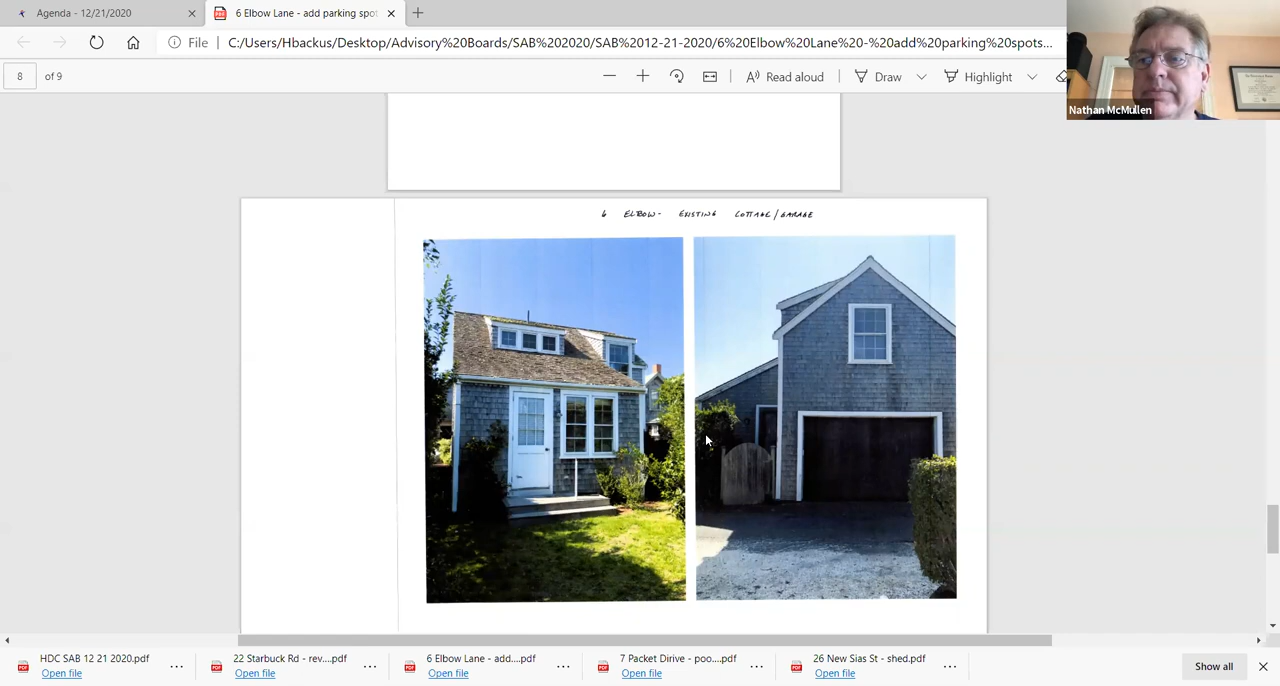 Agenda - 12/21/2020
6 Elbow Lane - add parking spot
File
C:/Users/Hbackus/Desktop/Advisory%20Boards/SAB%202020/SAB%2012-21-2020/6%20Elbow%20Lane%20-%20add%20parking%20spots...
8 of 9
Read aloud
Draw
Highlight
Nathan McMullen
6 ELBOW- EXISTING COTTAGE/GARAGE
HDC SAB 12 21 2020.pdf
Open file
22 Starbuck Rd - rev....pdf
Open file
6 Elbow Lane - add....pdf
Open file
7 Packet Dirive - poo....pdf
Open file
26 New Sias St - shed.pdf
Open file
Show all